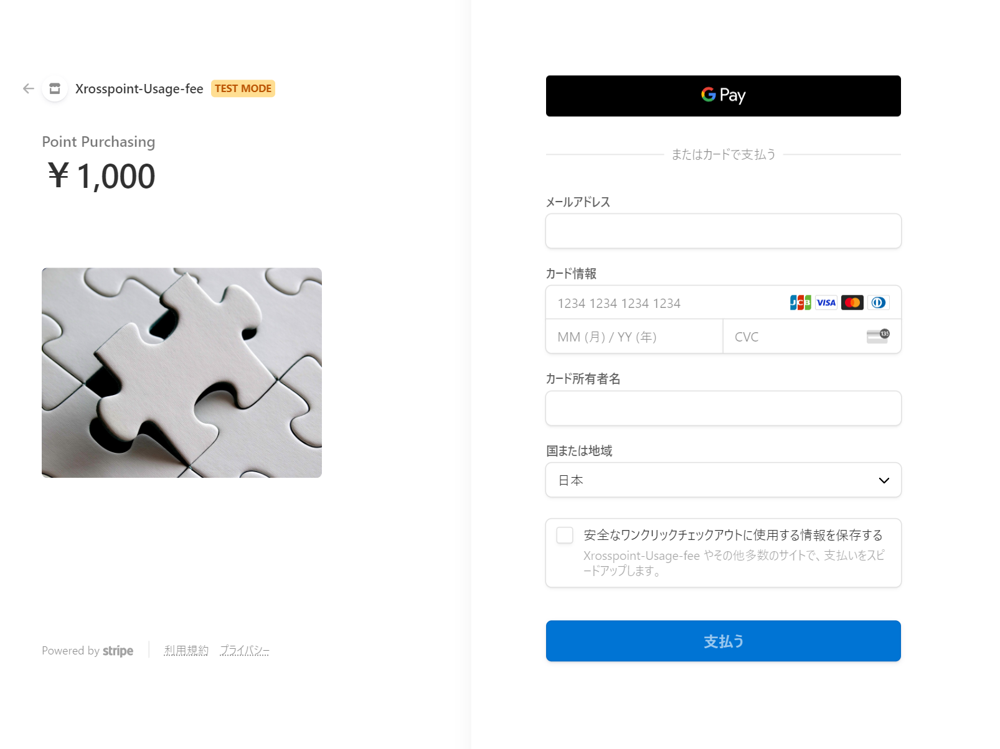 Xrosspoint-Usage-fee TEST MODE
Point Purchasing
￥1,000
Powered by stripe
利用規約 プライバシー
G Pay
またはカードで支払う
メールアドレス
カード情報
1234 1234 1234 1234 JCB VISA
MM (月) / YY (年)
CVC 135
カード所有者名
国または地域
日本
安全なワンクリックチェックアウトに使用する情報を保存する
Xrosspoint-Usage-fee やその他多数のサイトで、支払いをスピ
ードアップします。
支払う